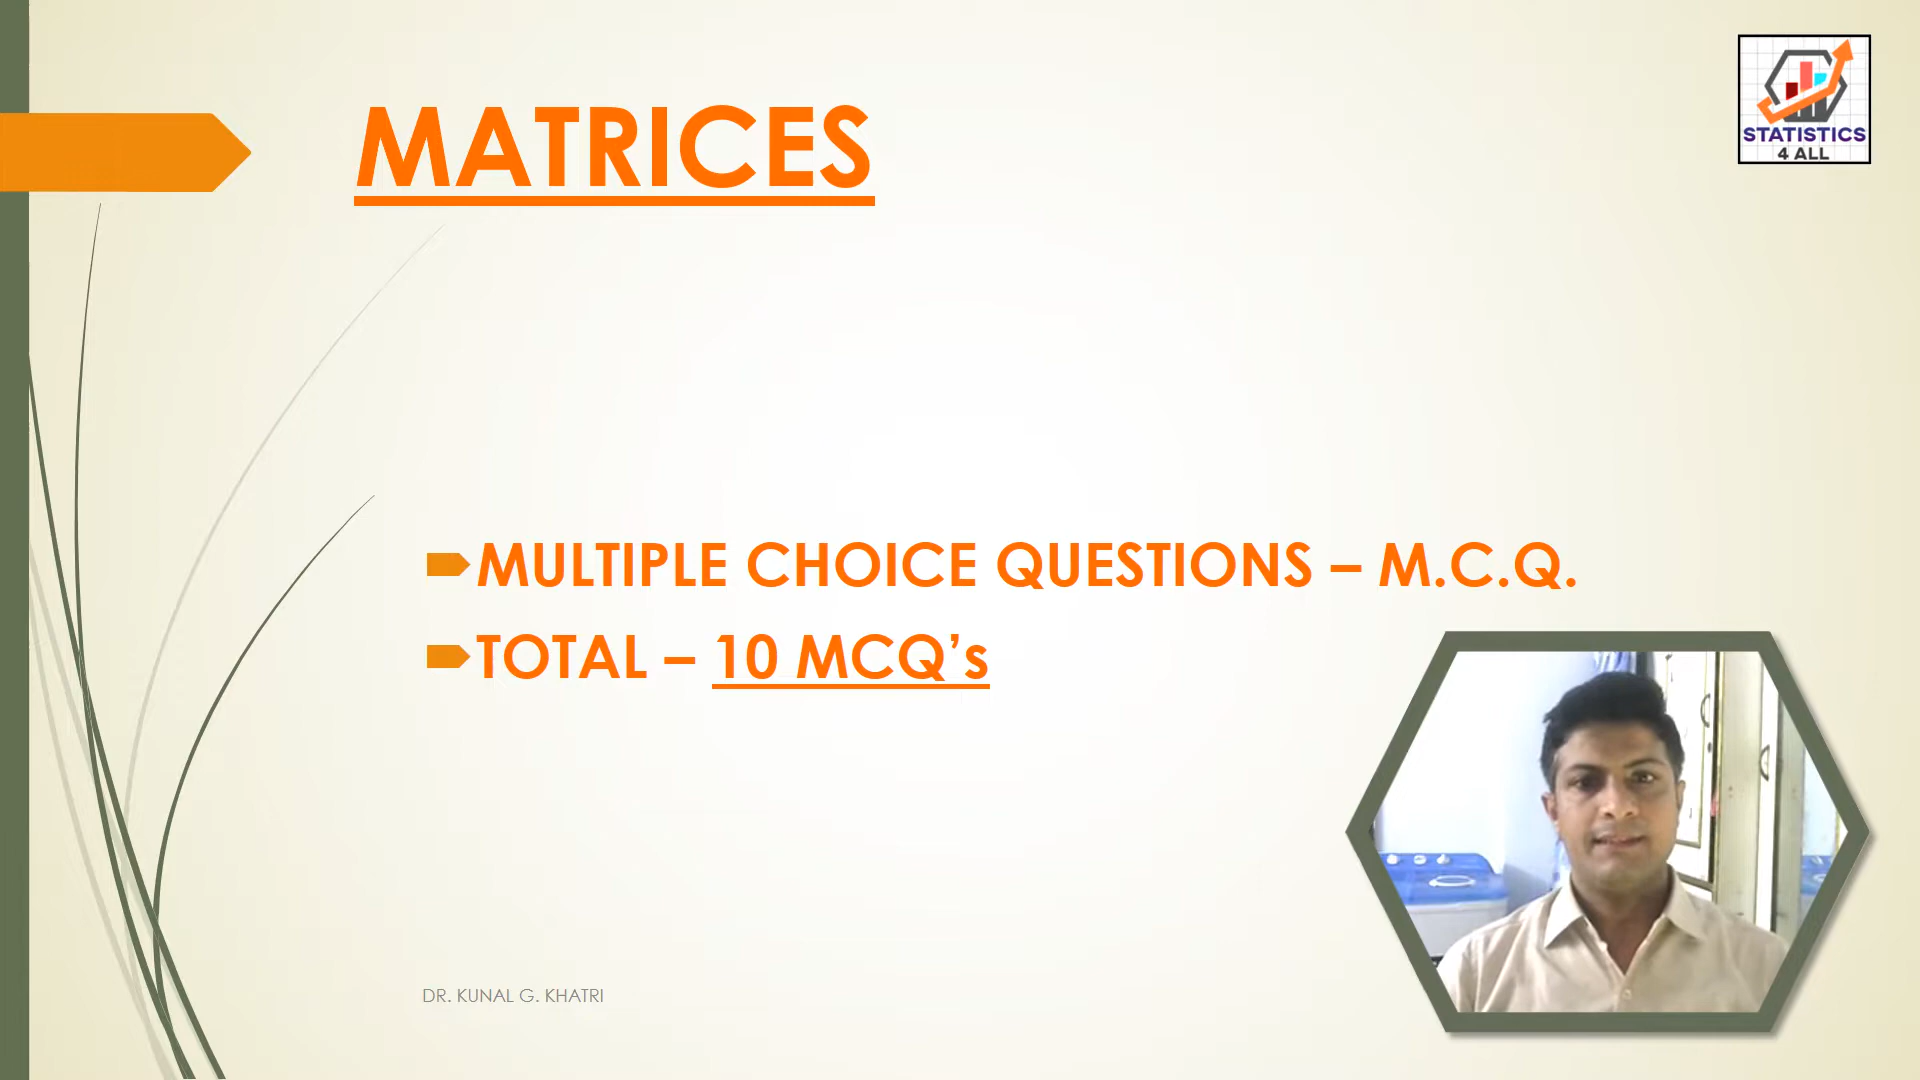 MATRICES
STATISTICS
4 ALL
MULTIPLE CHOICE QUESTIONS – M.C.Q.
TOTAL – 10 MCQ’s
DR. KUNAL G. KHATRI